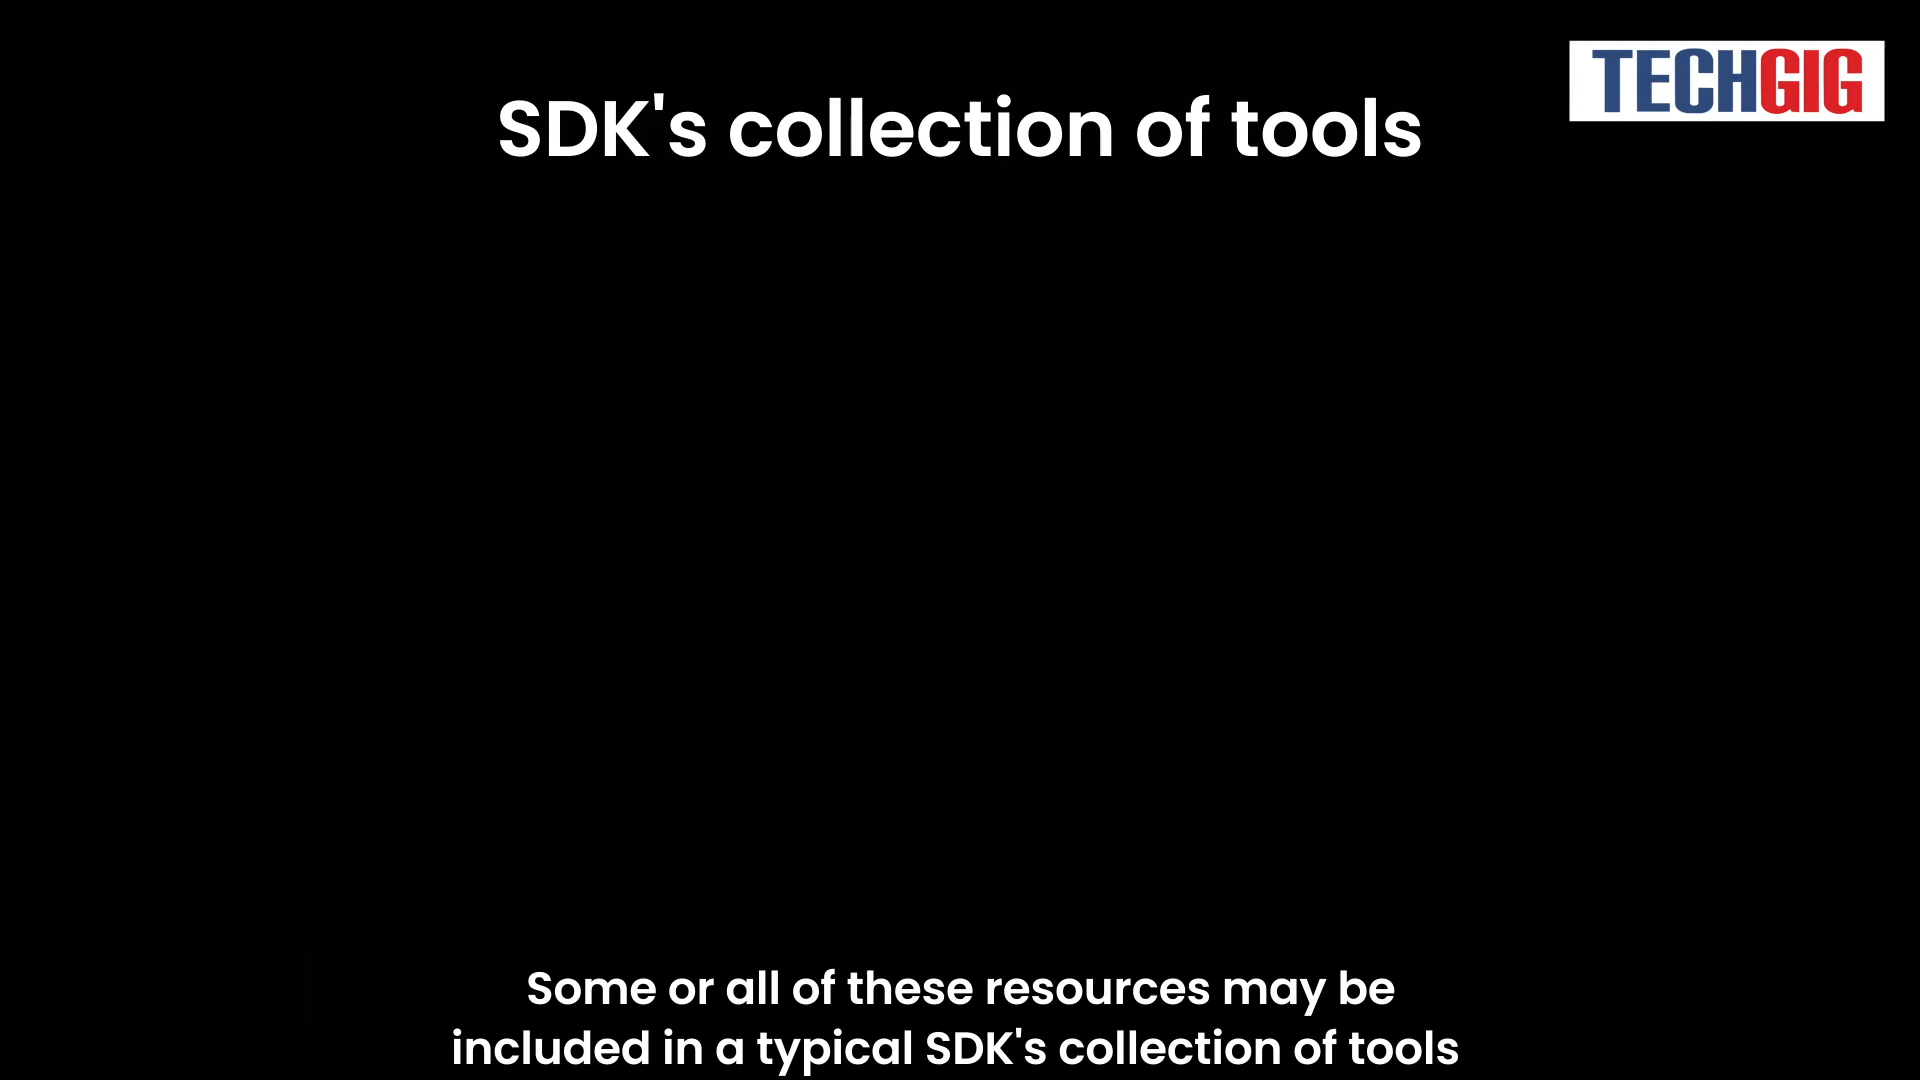 TECHGIG
SDK's collection of tools
Some or all of these resources may be
included in a typical SDK's collection of tools